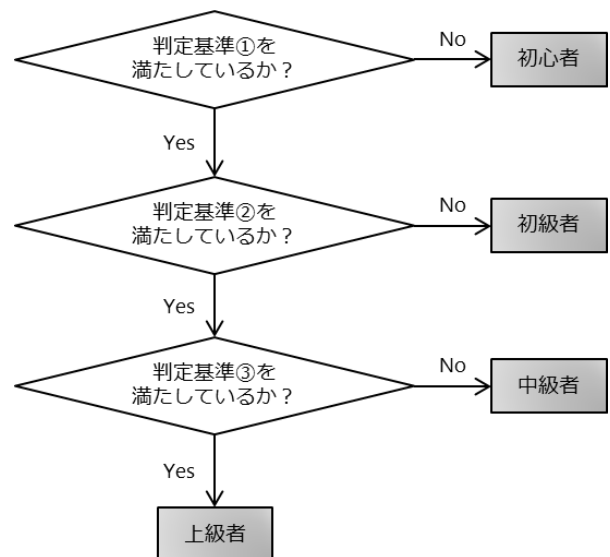 判定基準①を
満たしているか？
No
初心者
Yes
判定基準②を
満たしているか？
No
初級者
Yes
判定基準③を
満たしているか？
No
中級者
Yes
上級者